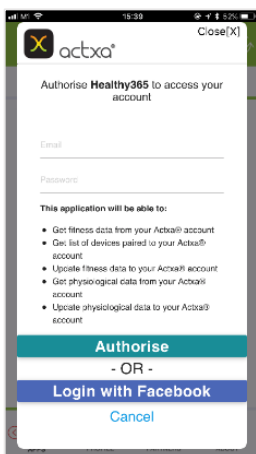 M1 15:39 52%
Close[X]
actxa®
Authorise Healthy365 to access your
account
Email
Password
This application will be able to:
• Get fitness data from your Actxa® account
• Get list of devices paired to your Actxa®
account
• Update fitness data to your Actxa® account
• Get physiological data from your Actxa®
account
• Update physiological data to your Actxa®
account
Authorise
- OR -
Login with Facebook
Cancel